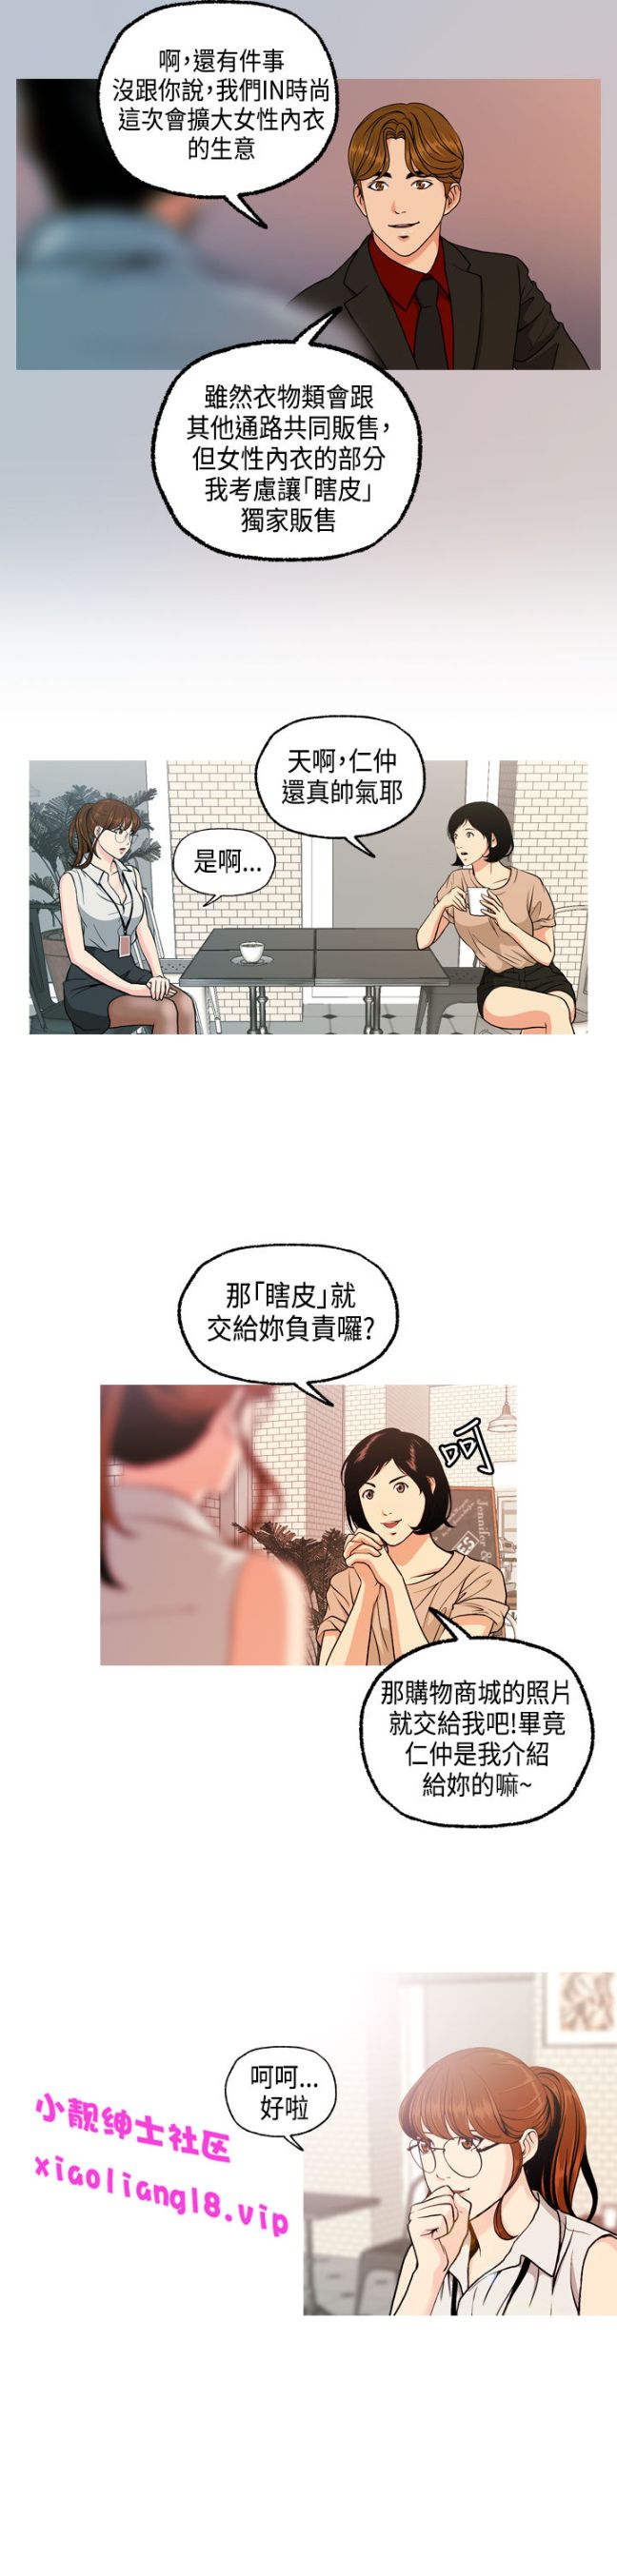 啊，還有件事
沒跟你說，我們IN時尚
這次會擴大女性內衣
的生意
雖然衣物類會跟
其他通路共同販售，
但女性內衣的部分
我考慮讓「瞎皮」
獨家販售
天啊，仁仲
還真帥氣耶
是啊...
那「瞎皮」就
交給妳負責囉?
呵
Jennifer &
那購物商城的照片
就交給我吧!畢竟
仁仲是我介紹
給妳的嘛~
呵呵...
好啦
小靓绅士社区
xiaoliang18.vip